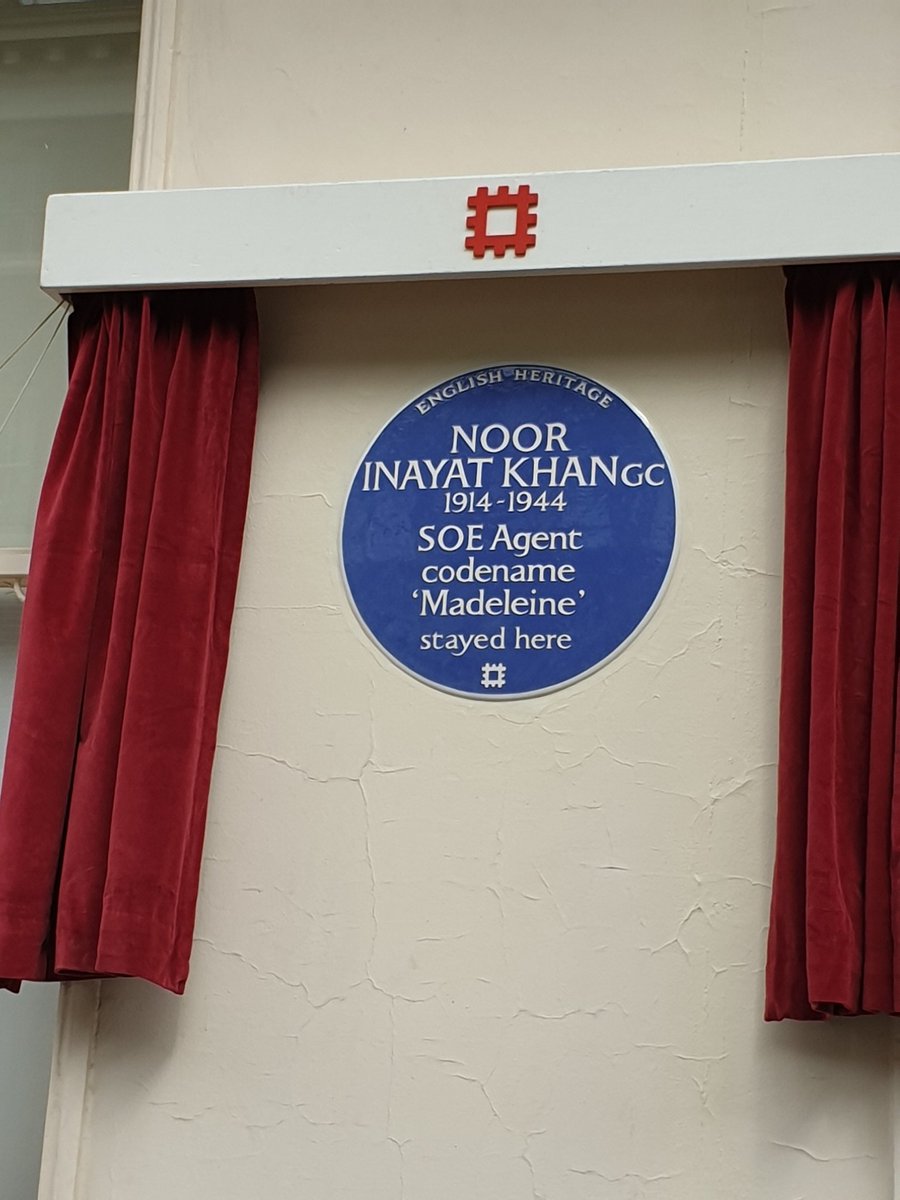 ENGLISH HERITAGE
NOOR
INAYAT KHAN GC
1914-1944
SOE Agent
codename
‘Madeleine’
stayed here